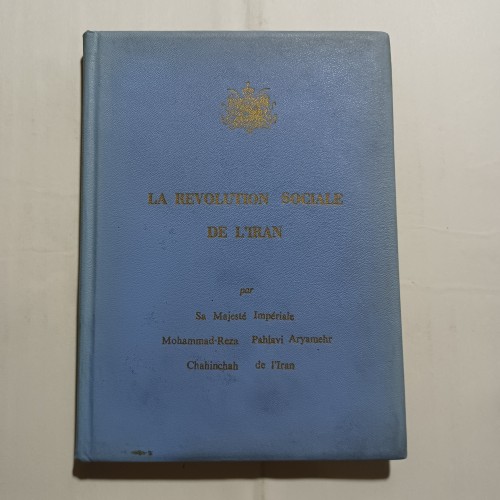 LA REVOLUTION SOCIALE
DE L'IRAN
par
Sa Majesté Impériale
Mohammad-Reza Pahlavi Aryamehr
Chahinchah de l'Iran